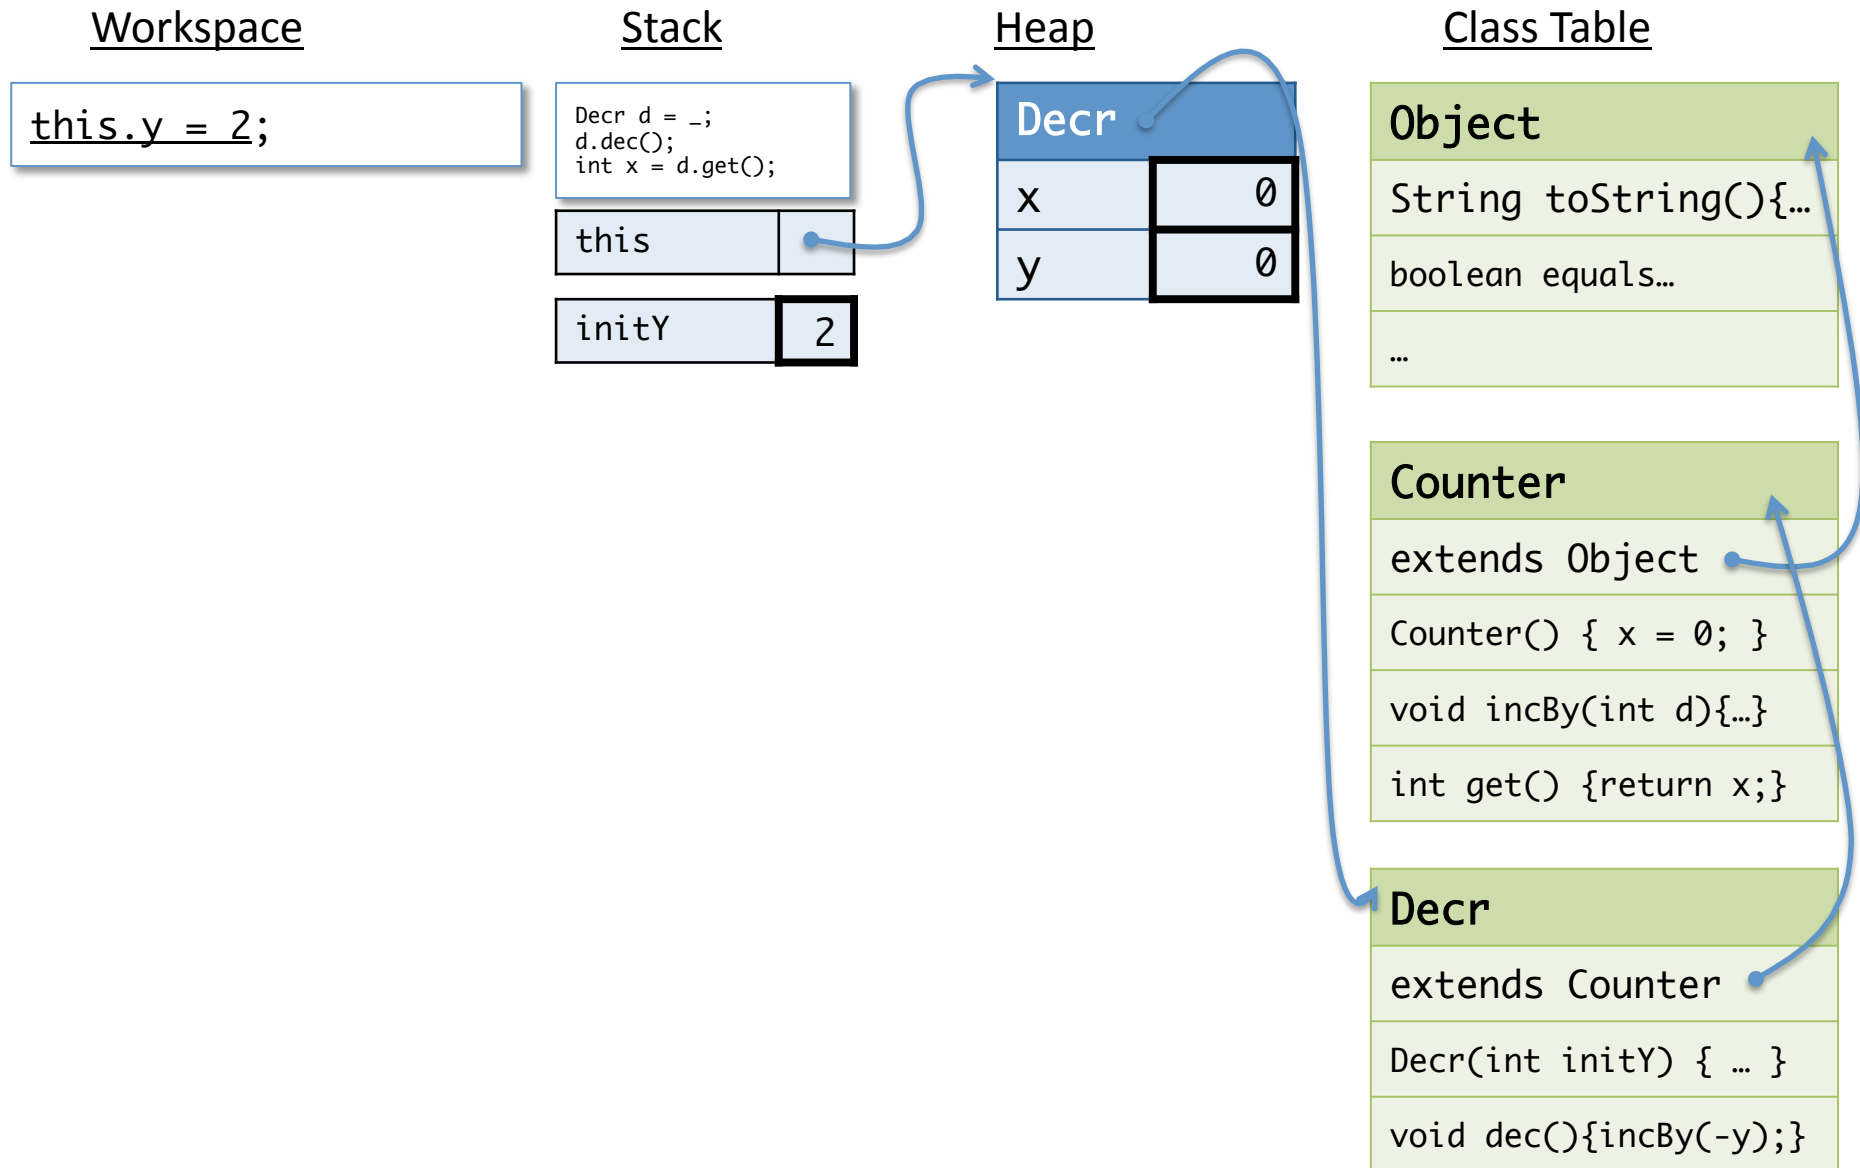 Workspace
Stack
Heap
Class Table
this.y = 2;
Decr d = _;
d.dec();
int x = d.get();
this
initY 2
Decr
x 0
y 0
Object
String toString(){…
boolean equals…
…
Counter
extends Object
Counter() { x = 0; }
void incBy(int d){…}
int get() {return x;}
Decr
extends Counter
Decr(int initY) { … }
void dec(){incBy(-y);}